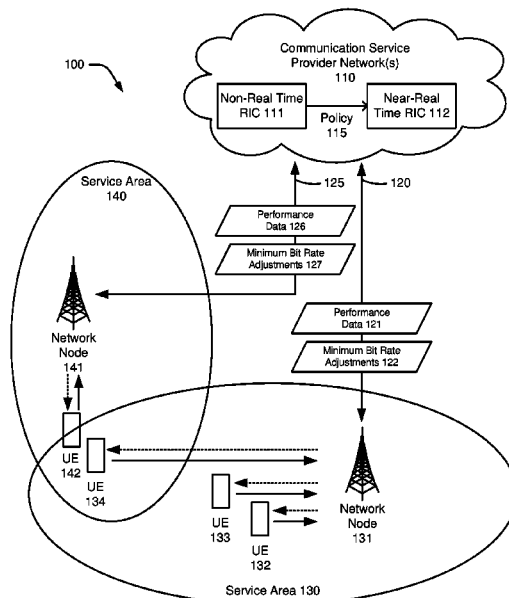 Communication Service
Provider Network(s)
110
100
Non-Real Time
RIC 111
Policy
115
Near-Real
Time RIC 112
Service Area
140
125
120
Performance
Data 126
Minimum Bit Rate
Adjustments 127
Network
Node
141
Performance
Data 121
Minimum Bit Rate
Adjustments 122
UE
142
UE
134
UE
133
UE
132
Network
Node
131
Service Area 130